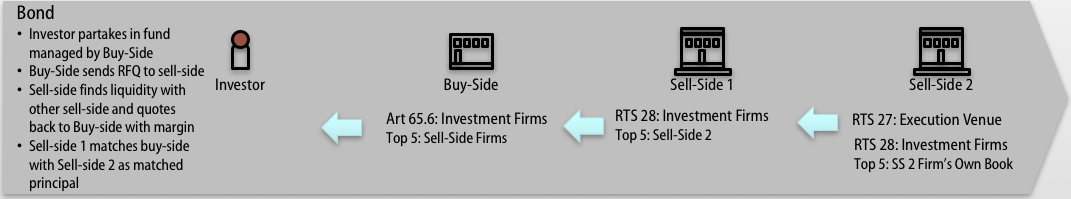 Bond
• Investor partakes in fund
managed by Buy-Side
• Buy-Side sends RFQ to sell-side
• Sell-side finds liquidity with
other sell-side and quotes
back to Buy-side with margin
• Sell-side 1 matches buy-side
with Sell-side 2 as matched
principal
Investor
Buy-Side
Art 65.6: Investment Firms
Top 5: Sell-Side Firms
Sell-Side 1
RTS 28: Investment Firms
Top 5: Sell-Side 2
Sell-Side 2
RTS 27: Execution Venue
RTS 28: Investment Firms
Top 5: SS 2 Firm's Own Book